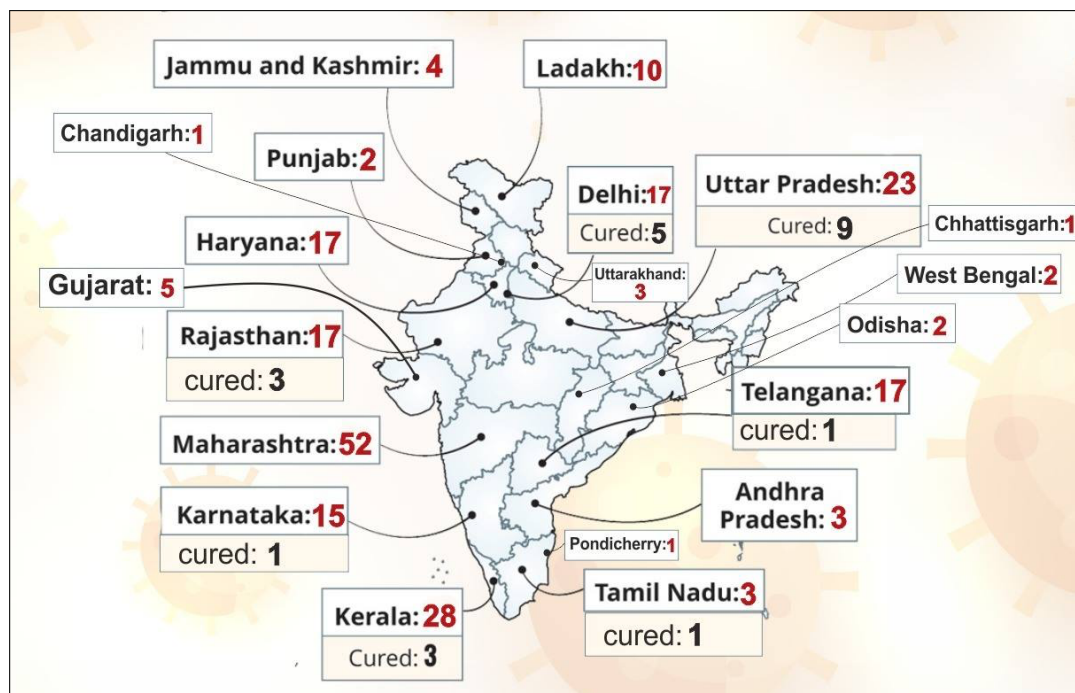 Jammu and Kashmir: 4
Ladakh:10
Chandigarh:1
Punjab:2
Delhi:17
Cured:5
Uttar Pradesh:23
Cured: 9
Chhattisgarh:1
Haryana:17
Uttarakhand:
3
West Bengal:2
Gujarat: 5
Odisha: 2
Rajasthan:17
cured: 3
Telangana:17
cured: 1
Maharashtra:52
Andhra
Pradesh: 3
Karnataka:15
cured: 1
Pondicherry:1
Tamil Nadu:3
cured: 1
Kerala: 28
Cured: 3